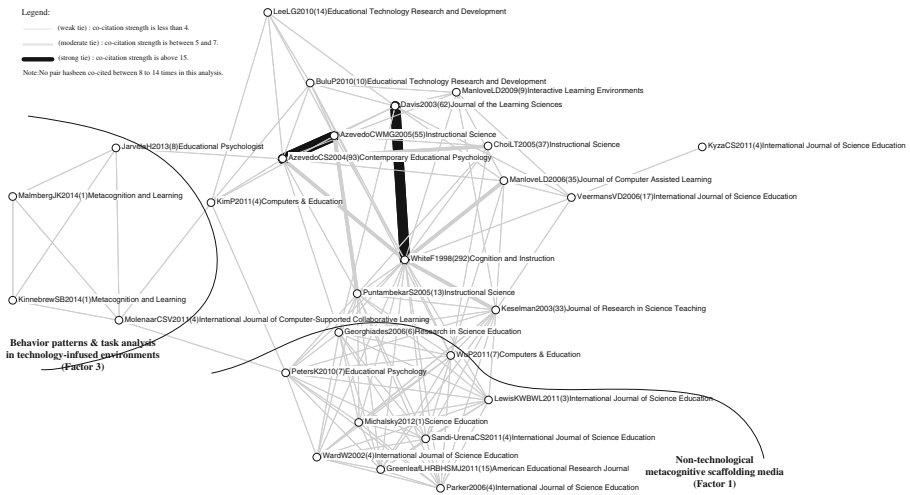 Legend:
(weak tie) : co-citation strength is less than 4.
(moderate tie) : co-citation strength is between 5 and 7.
(strong tie) : co-citation strength is above 15.
Note:No pair hasbeen co-cited between 8 to 14 times in this analysis.
LeeLG2010(14)Educational Technology Research and Development
BuluP2010(10)Educational Technology Research and Development
ManloveLD2009(9)Interactive Learning Environments
Davis2003(62)Journal of the Learning Sciences
AzevedoCWMG2005(55)Instructional Science
ChoiLT2005(37)Instructional Science
KyzaCS2011(4)International Journal of Science Education
JarvelaH2013(8)Educational Psychologist
AzevedoCS2004(93)Contemporary Educational Psychology
ManloveLD2006(35)Journal of Computer Assisted Learning
MalmbergJK2014(1)Metacognition and Learning
VeermansVD2006(17)International Journal of Science Education
KimP2011(4)Computers & Education
WhiteF1998(292)Cognition and Instruction
PuntambekarS2005(13)Instructional Science
KinnebrewSB2014(1)Metacognition and Learning
Keselman2003(33)Journal of Research in Science Teaching
MolenaarCSV2011(4)International Journal of Computer-Supported Collaborative Learning
Georghiades2006(6)Research in Science Education
Behavior patterns & task analysis
in technology-infused environments
(Factor 3)
WuP2011(7)Computers & Education
PetersK2010(7)Educational Psychology
LewisKWBWL2011(3)International Journal of Science Education
Michalsky2012(1)Science Education
Sandi-UrenaCS2011(4)International Journal of Science Education
WardW2002(4)International Journal of Science Education
GreenleafLHRBHSMJ2011(15)American Educational Research Journal
Parker2006(4)International Journal of Science Education
Non-technological
metacognitive scaffolding media
(Factor 1)